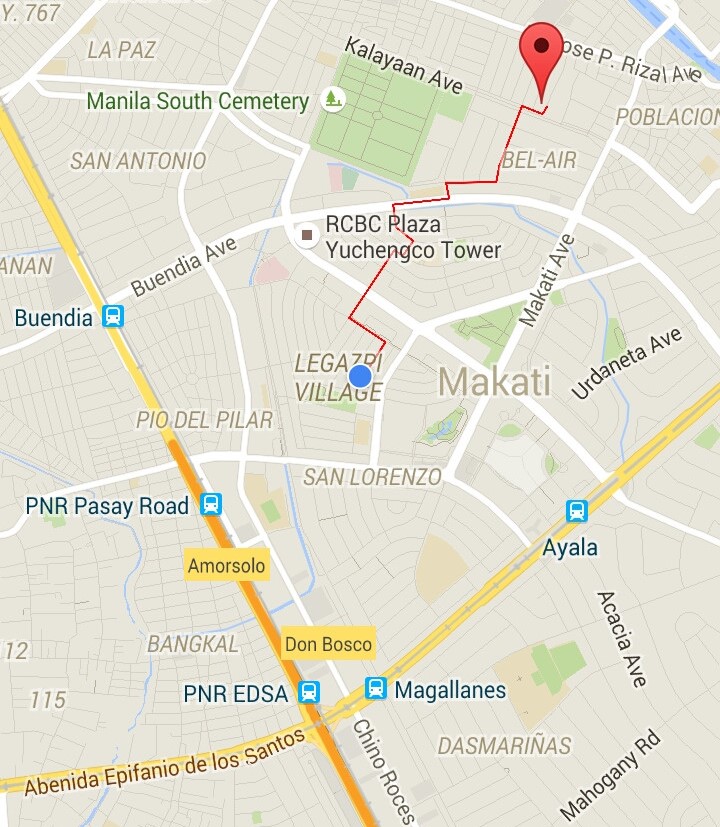 Y. 767
LA PAZ
Kalayaan Ave
Jose P. Rizal Ave
Manila South Cemetery
POBLACION
SAN ANTONIO
BEL-AIR
RCBC Plaza
Yuchengco Tower
Buendia Ave
ANAN
Makati Ave
Buendia
LEGAZPI
VILLAGE
Makati
Urdaneta Ave
PIO DEL PILAR
SAN LORENZO
PNR Pasay Road
Ayala
Amorsolo
Acacia Ave
12
BANGKAL
Don Bosco
115
PNR EDSA
Magallanes
Chino Roces
DASMARIÑAS
Abenida Epifanio de los Santos
Mahogany Rd